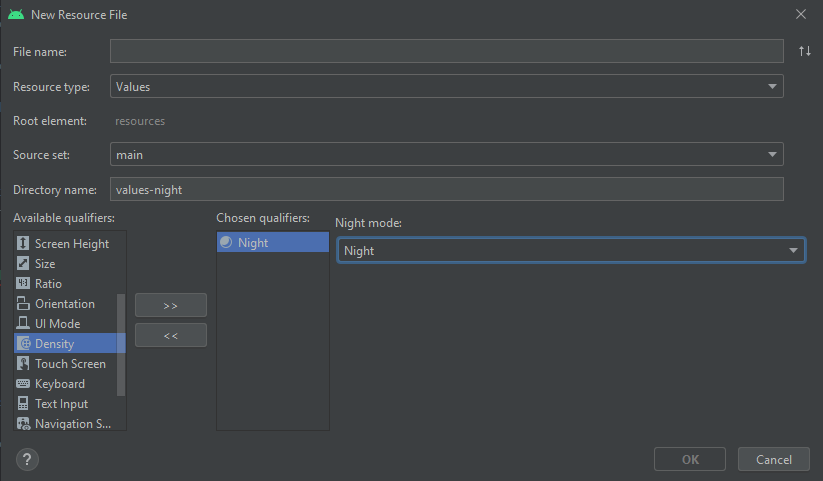 New Resource File
File name:
Resource type: Values
Root element: resources
Source set: main
Directory name: values-night
Available qualifiers:
Chosen qualifiers:
Night mode:
Screen Height
Size
Ratio
Orientation
UI Mode
Density
Touch Screen
Keyboard
Text Input
Navigation S...
>>
<<
Night
Night
?
OK
Cancel